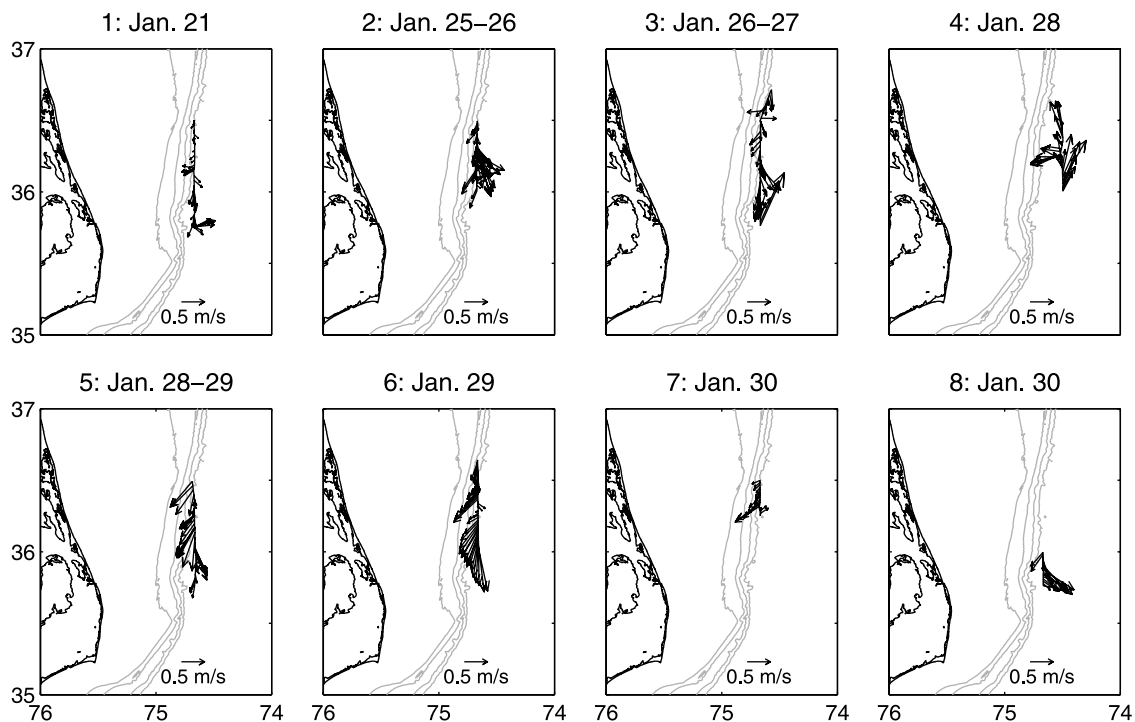 1: Jan. 21
2: Jan. 25−26
3: Jan. 26−27
4: Jan. 28
37
36
35
0.5 m/s
0.5 m/s
0.5 m/s
0.5 m/s
5: Jan. 28−29
6: Jan. 29
7: Jan. 30
8: Jan. 30
37
36
35
0.5 m/s
0.5 m/s
0.5 m/s
0.5 m/s
76 75 74
76 75 74
76 75 74
76 75 74